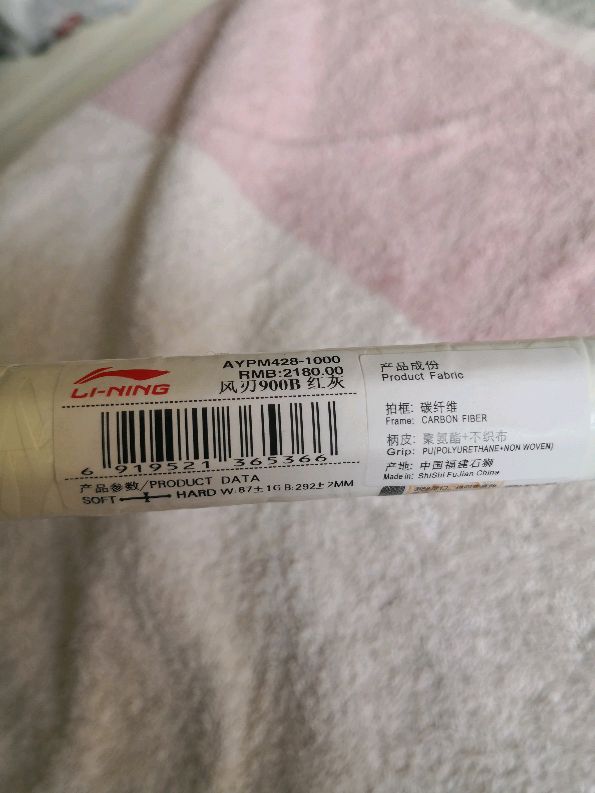 LI-NING
AYPM428-1000
RMB:2180.00
风刃900B 红灰
6 919521 365366
产品参数/PRODUCT DATA
SOFT HARD W:87±1G B:292±2MM
产品成份
Product Fabric
拍框: 碳纤维
Frame: CARBON FIBER
柄皮: 聚氨酯+不织布
Grip: PU(POLYURETHANE+NON WOVEN)
产地: 中国福建石狮
Made in: ShiShi FuJian China